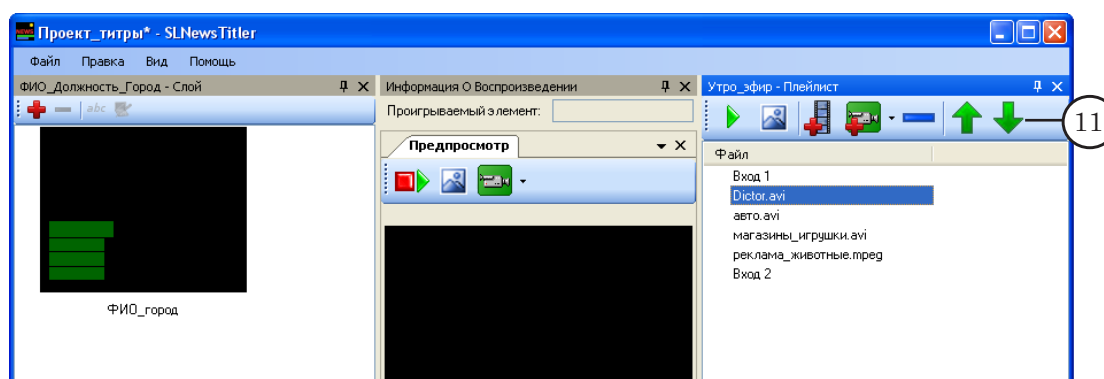 Проект_титры* - SLNewsTitler
Файл Правка Вид Помощь
ФИО_Должность_Город - Слой
abc
ФИО_город
Информация О Воспроизведении
Проигрываемый элемент:
Предпросмотр
Утро_эфир - Плейлист
11
Файл
Вход 1
Dictor.avi
авто.avi
магазины_игрушки.avi
реклама_животные.mpeg
Вход 2